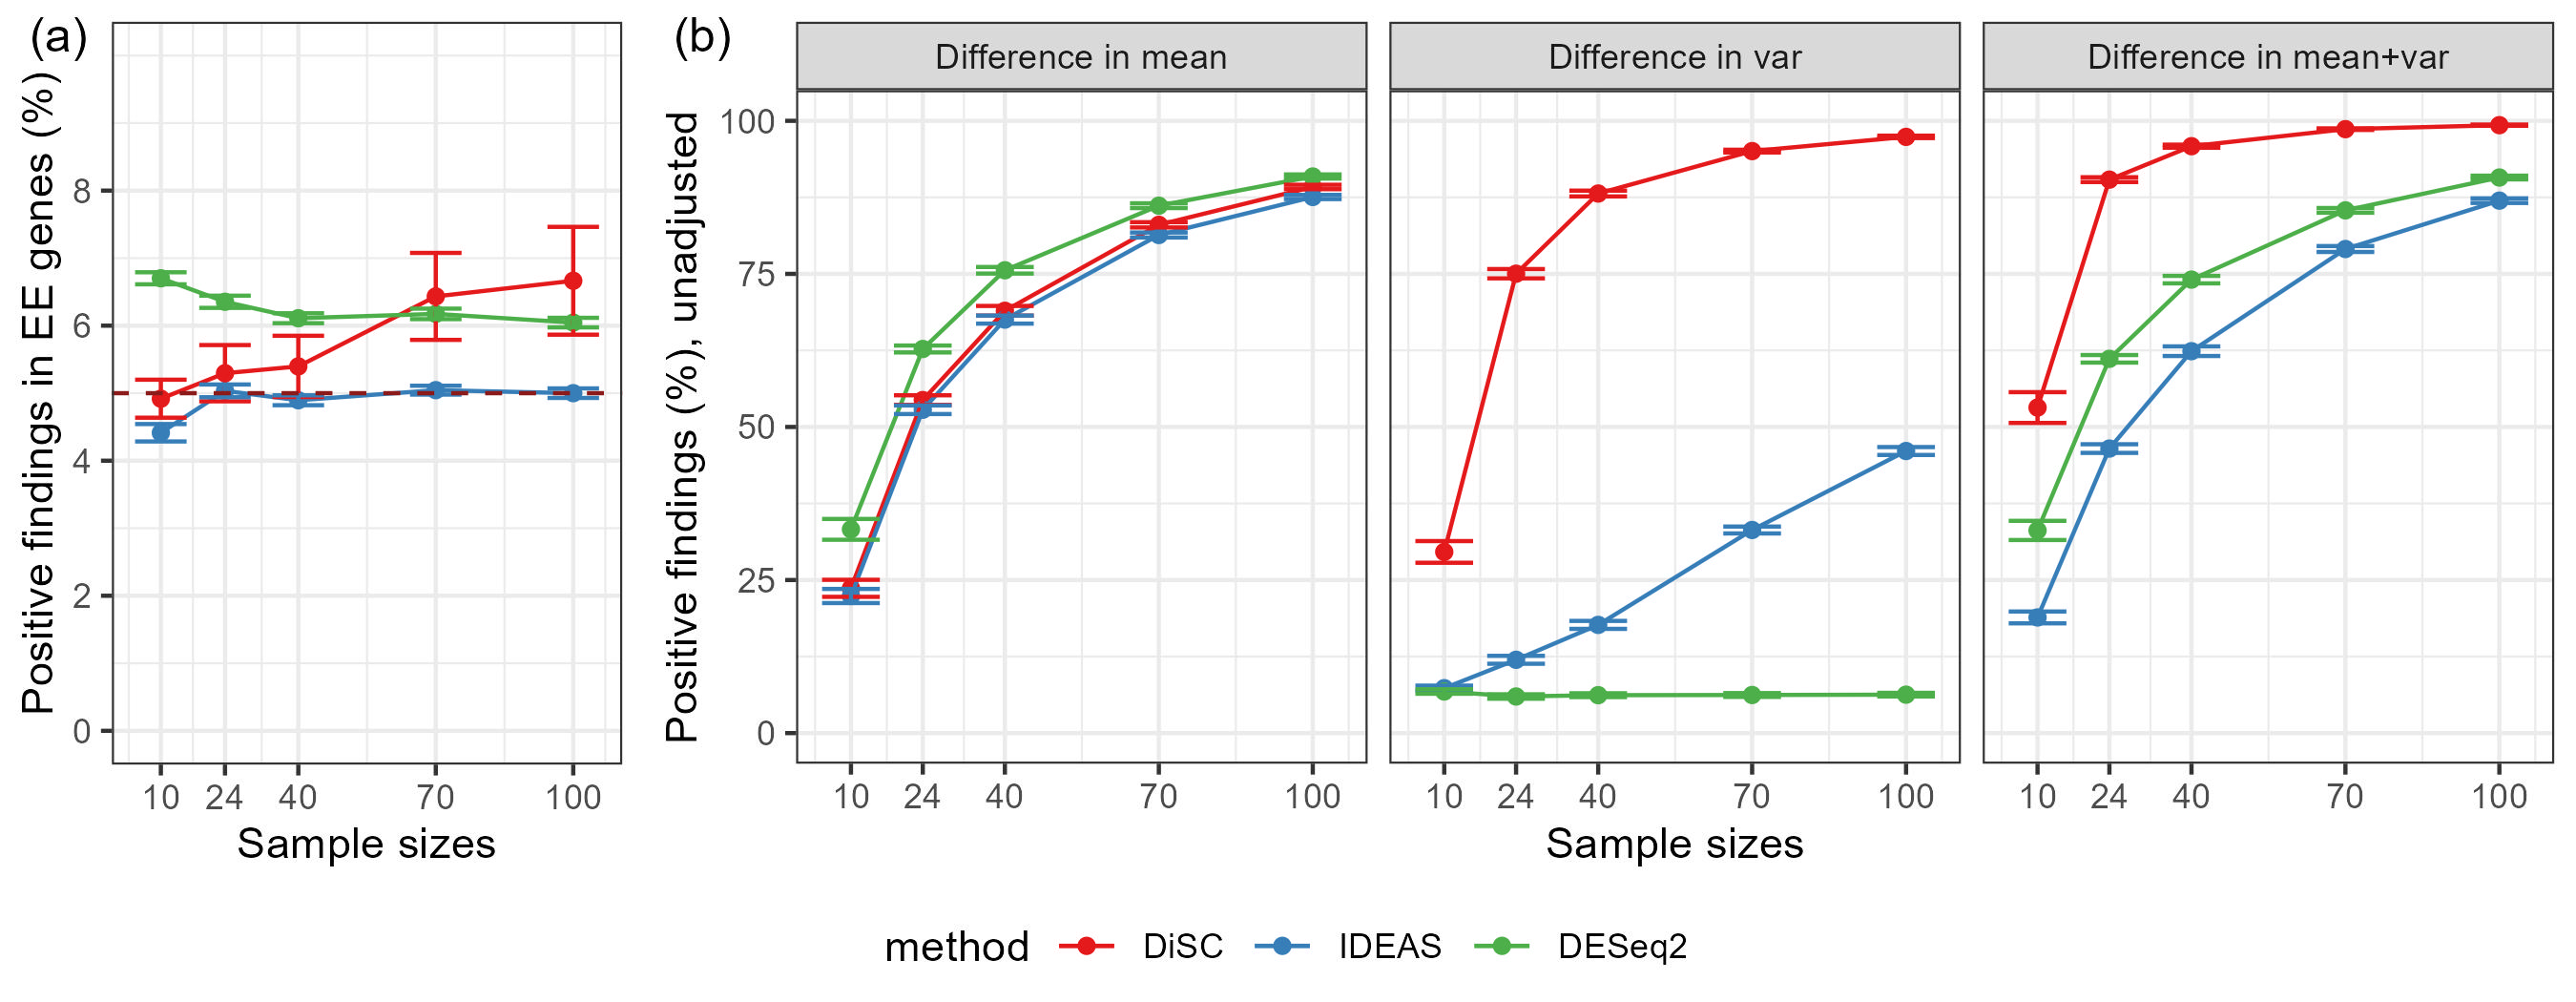 (a)
Positive findings in EE genes (%)
8
6
4
2
0
10 24 40 70 100
Sample sizes
(b)
Positive findings (%), unadjusted
Difference in mean
Difference in var
Difference in mean+var
100
75
50
25
0
10 24 40 70 100
10 24 40 70 100
10 24 40 70 100
Sample sizes
method DiSC IDEAS DESeq2